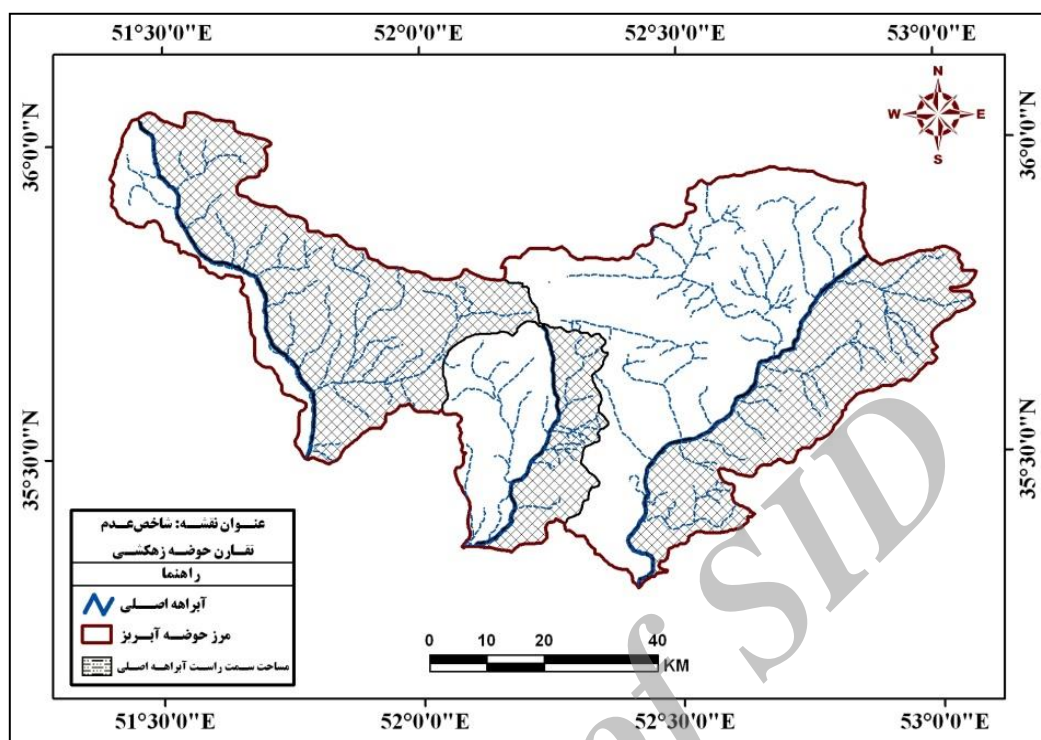 51°30'0"E 52°0'0"E 52°30'0"E 53°0'0"E
36°0'0"N
36°0'0"N
N
W E
S
35°30'0"N
35°30'0"N
عنوان نقشه: شاخص عدم
تقارن حوضه زهکشی
راهنما
آبراهه اصلی
مرز حوضه آبریز
مساحت سمت راست آبراهه اصلی
0 10 20 40
KM
51°30'0"E 52°0'0"E 52°30'0"E 53°0'0"E
of SID